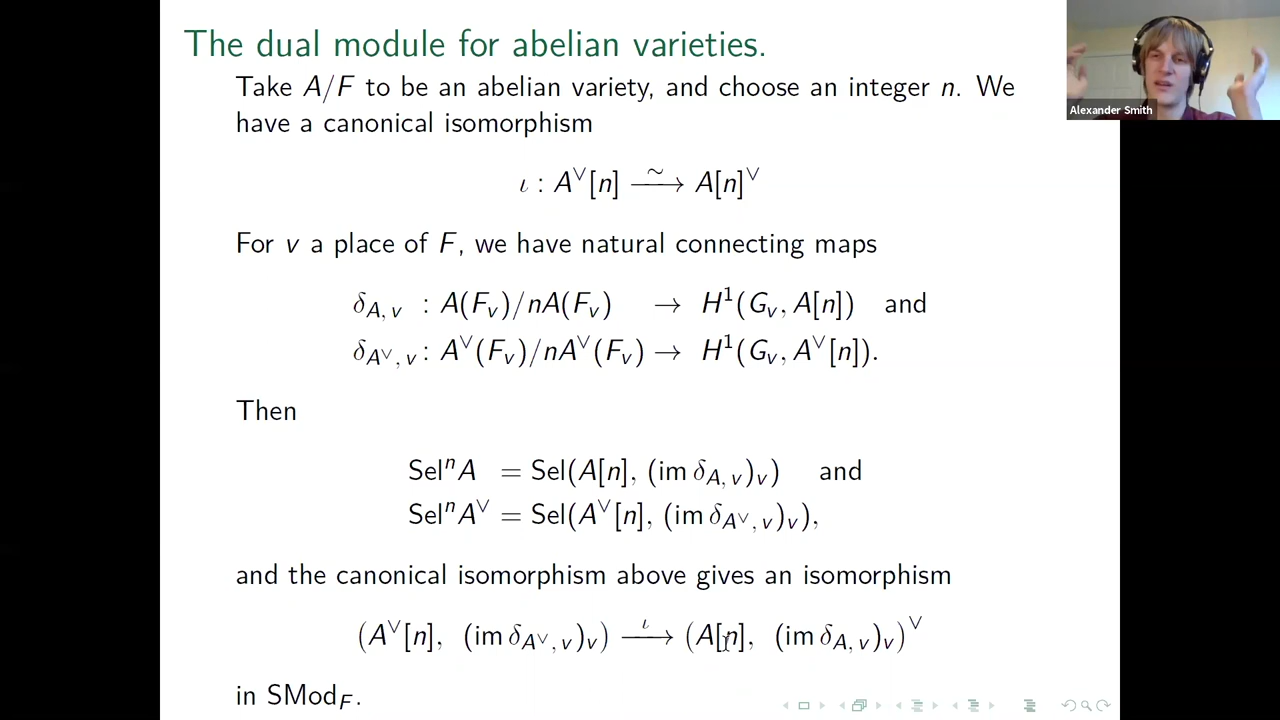 The dual module for abelian varieties.
Take A/F to be an abelian variety, and choose an integer n. We
have a canonical isomorphism
ι : A^∨[n] ⟶^∼ A[n]^∨
For v a place of F, we have natural connecting maps
δ_{A, v} : A(F_v)/nA(F_v) → H^1(G_v, A[n]) and
δ_{A^∨, v} : A^∨(F_v)/nA^∨(F_v) → H^1(G_v, A^∨[n]).
Then
Sel^n A = Sel(A[n], (im δ_{A, v})_v) and
Sel^n A^∨ = Sel(A^∨[n], (im δ_{A^∨, v})_v),
and the canonical isomorphism above gives an isomorphism
(A^∨[n], (im δ_{A^∨, v})_v) ⟶^ι (A[n], (im δ_{A, v})_v)^∨
in SMod_F.
Alexander Smith